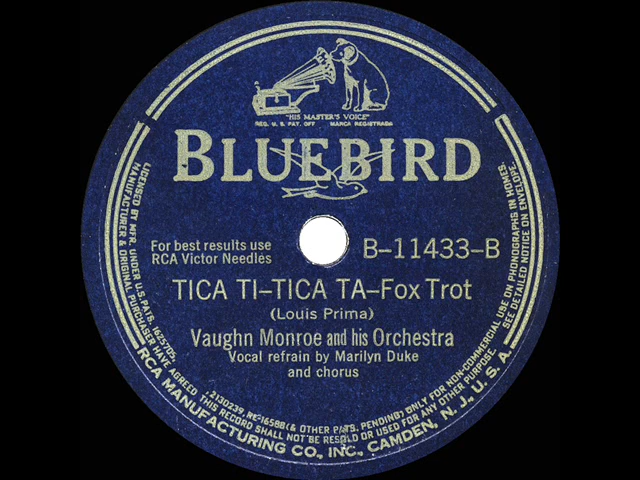 "HIS MASTER'S VOICE"
REG. U. S. PAT. OFF MARCA REGISTRADA
BLUEBIRD
For best results use
RCA Victor Needles
B-11433-B
TICA TI-TICA TA-Fox Trot
(Louis Prima)
Vaughn Monroe and his Orchestra
Vocal refrain by Marilyn Duke
and chorus
LICENSED BY MFR. UNDER U.S. PATS. 1625705,
2130239, RE-16588 (& OTHER PATS. PENDING) ONLY FOR NON-COMMERCIAL USE ON PHONOGRAPHS IN HOMES.
MANUFACTURER & ORIGINAL PURCHASER HAVE AGREED THIS RECORD SHALL NOT BE RESOLD OR USED FOR ANY OTHER PURPOSE. SEE DETAILED NOTICE ON ENVELOPE.
RCA MANUFACTURING CO., INC., CAMDEN, N. J., U. S. A.